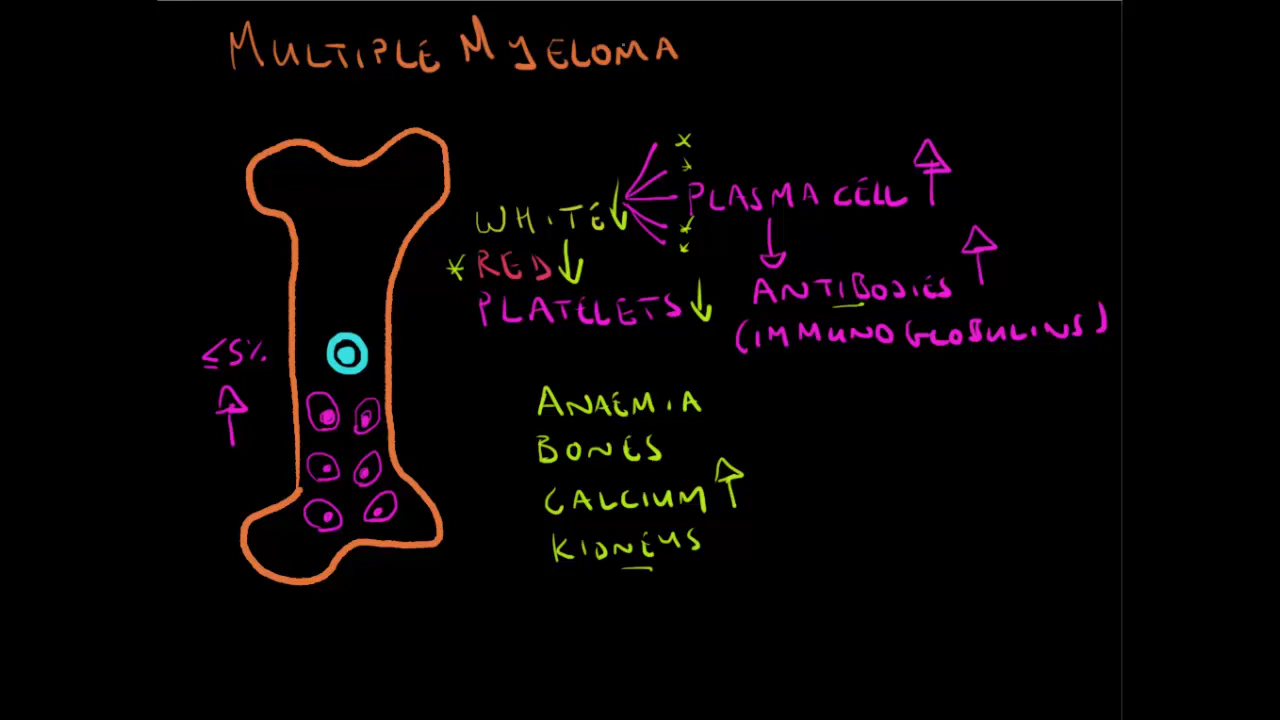 MULTIPLE MYELOMA
PLASMA CELL ↑
WHITE ↓
* RED ↓
ANTIBODIES ↑
PLATELETS ↓
(IMMUNOGLOBULINS)
≤5%
↑
ANAEMIA
BONES
CALCIUM ↑
KIDNEYS